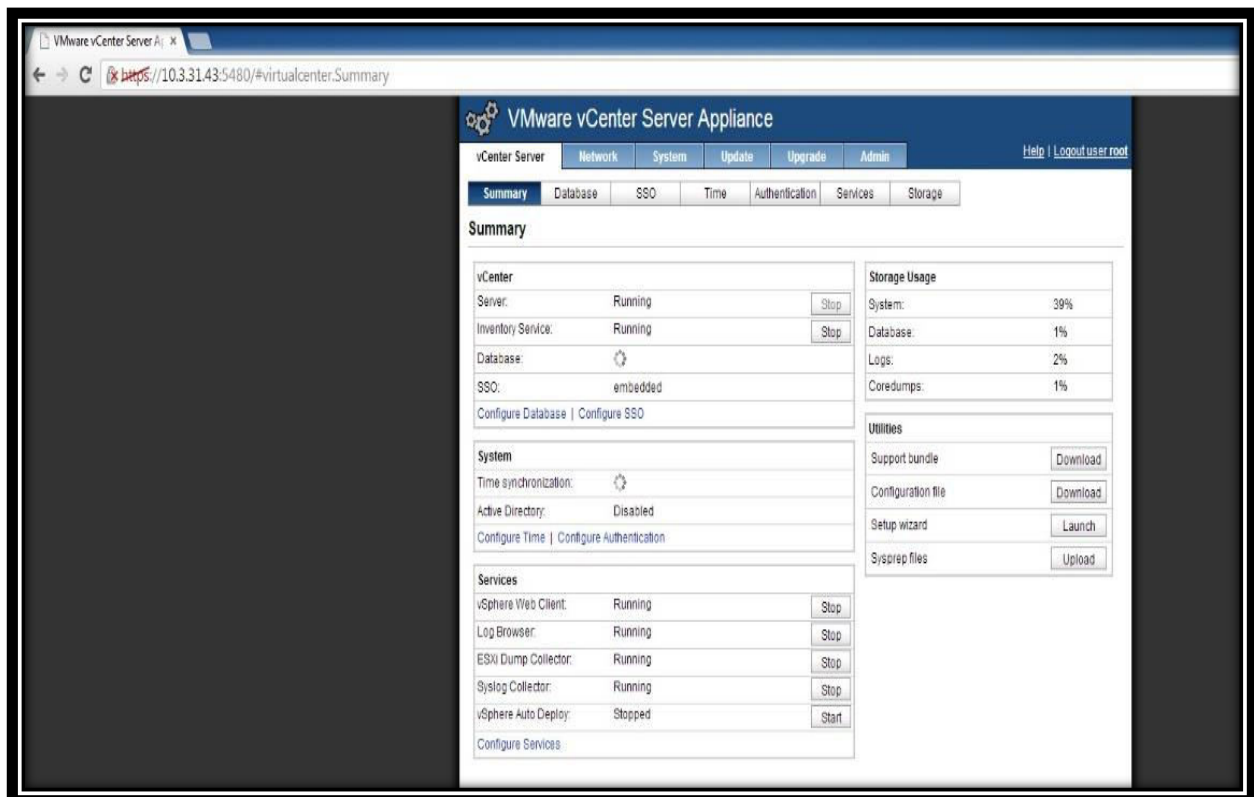 VMware vCenter Server A
https://10.3.31.43:5480/#virtualcenter.Summary
VMware vCenter Server Appliance
vCenter Server Network System Update Upgrade Admin Help | Logout user root
Summary Database SSO Time Authentication Services Storage
Summary
vCenter
Server: Running Stop
Inventory Service: Running Stop
Database:
SSO: embedded
Configure Database | Configure SSO
System
Time synchronization:
Active Directory: Disabled
Configure Time | Configure Authentication
Services
vSphere Web Client: Running Stop
Log Browser: Running Stop
ESXi Dump Collector: Running Stop
Syslog Collector: Running Stop
vSphere Auto Deploy: Stopped Start
Configure Services
Storage Usage
System: 39%
Database: 1%
Logs: 2%
Coredumps: 1%
Utilities
Support bundle Download
Configuration file Download
Setup wizard Launch
Sysprep files Upload